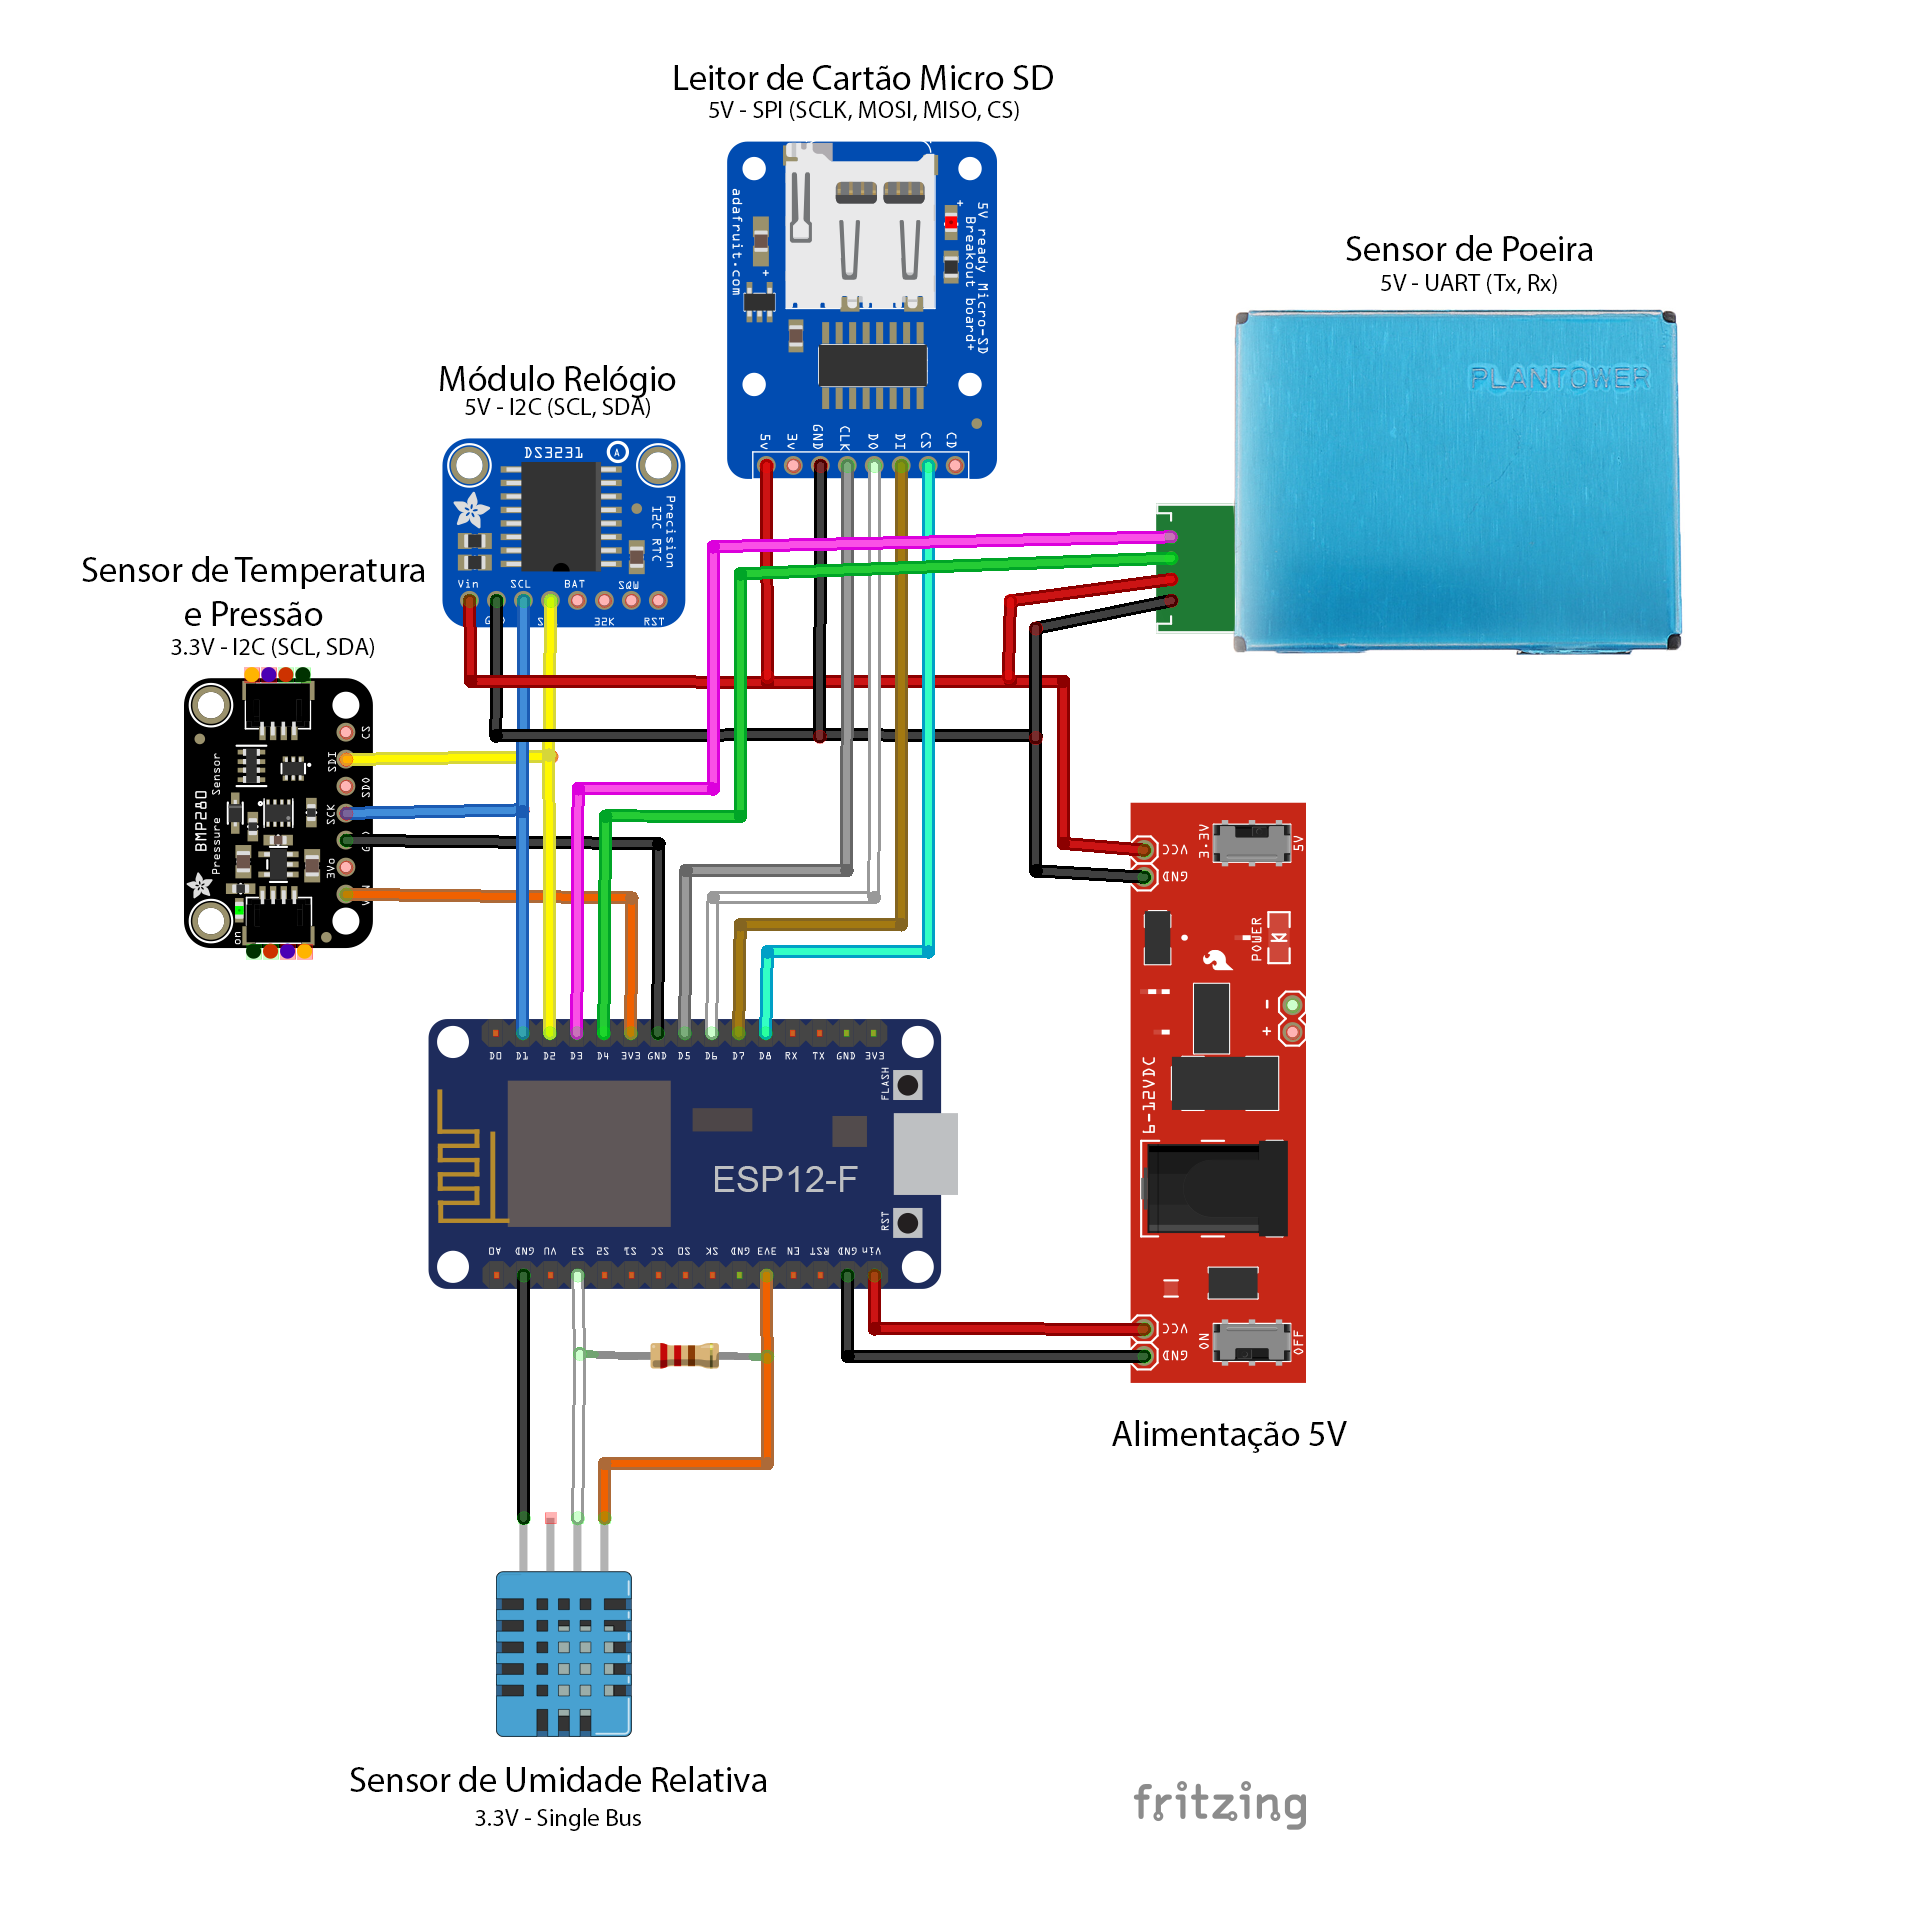 Leitor de Cartão Micro SD
5V - SPI (SCLK, MOSI, MISO, CS)
adafruit.com
5V ready Micro-SD
Breakout board+
5V
3V
GND
CLK
DO
DI
CS
CD
Sensor de Poeira
5V - UART (Tx, Rx)
PLANTOWER
Módulo Relógio
5V - I2C (SCL, SDA)
DS3231
A
Precision
I2C RTC
Vin
SCL
BAT
SQW
32K
RST
Sensor de Temperatura
e Pressão
3.3V - I2C (SCL, SDA)
BMP280
Pressure Sensor
CS
SDI
SDO
SCK
3Vo
on
3.3V
5V
VCC
GND
POWER
-
+
6-12VDC
VCC
GND
ON
OFF
Alimentação 5V
D0 D1 D2 D3 D4 3V3 GND D5 D6 D7 D8 RX TX GND 3V3
FLASH
ESP12-F
RST
A0 GND VU S3 S2 S1 SC SO SK GND 3V3 EN RST GND Vin
Sensor de Umidade Relativa
3.3V - Single Bus
fritzing